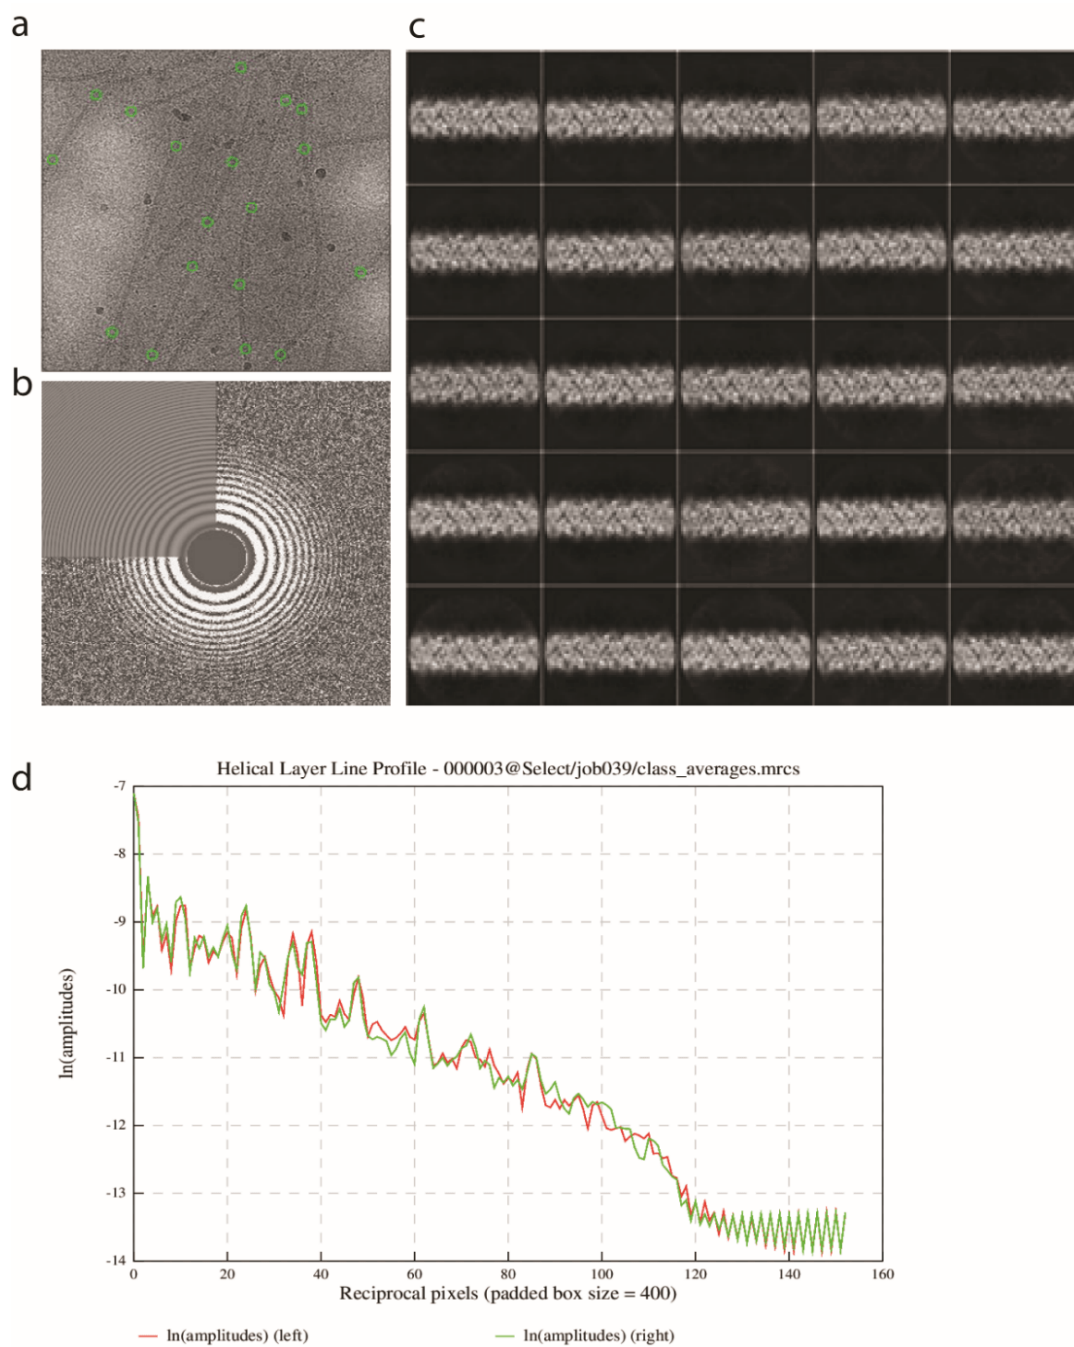 a
c
b
d
Helical Layer Line Profile - 000003@Select/job039/class_averages.mrcs
-7
-8
-9
-10
-11
-12
-13
-14
ln(amplitudes)
0 20 40 60 80 100 120 140 160
Reciprocal pixels (padded box size = 400)
ln(amplitudes) (left) ln(amplitudes) (right)